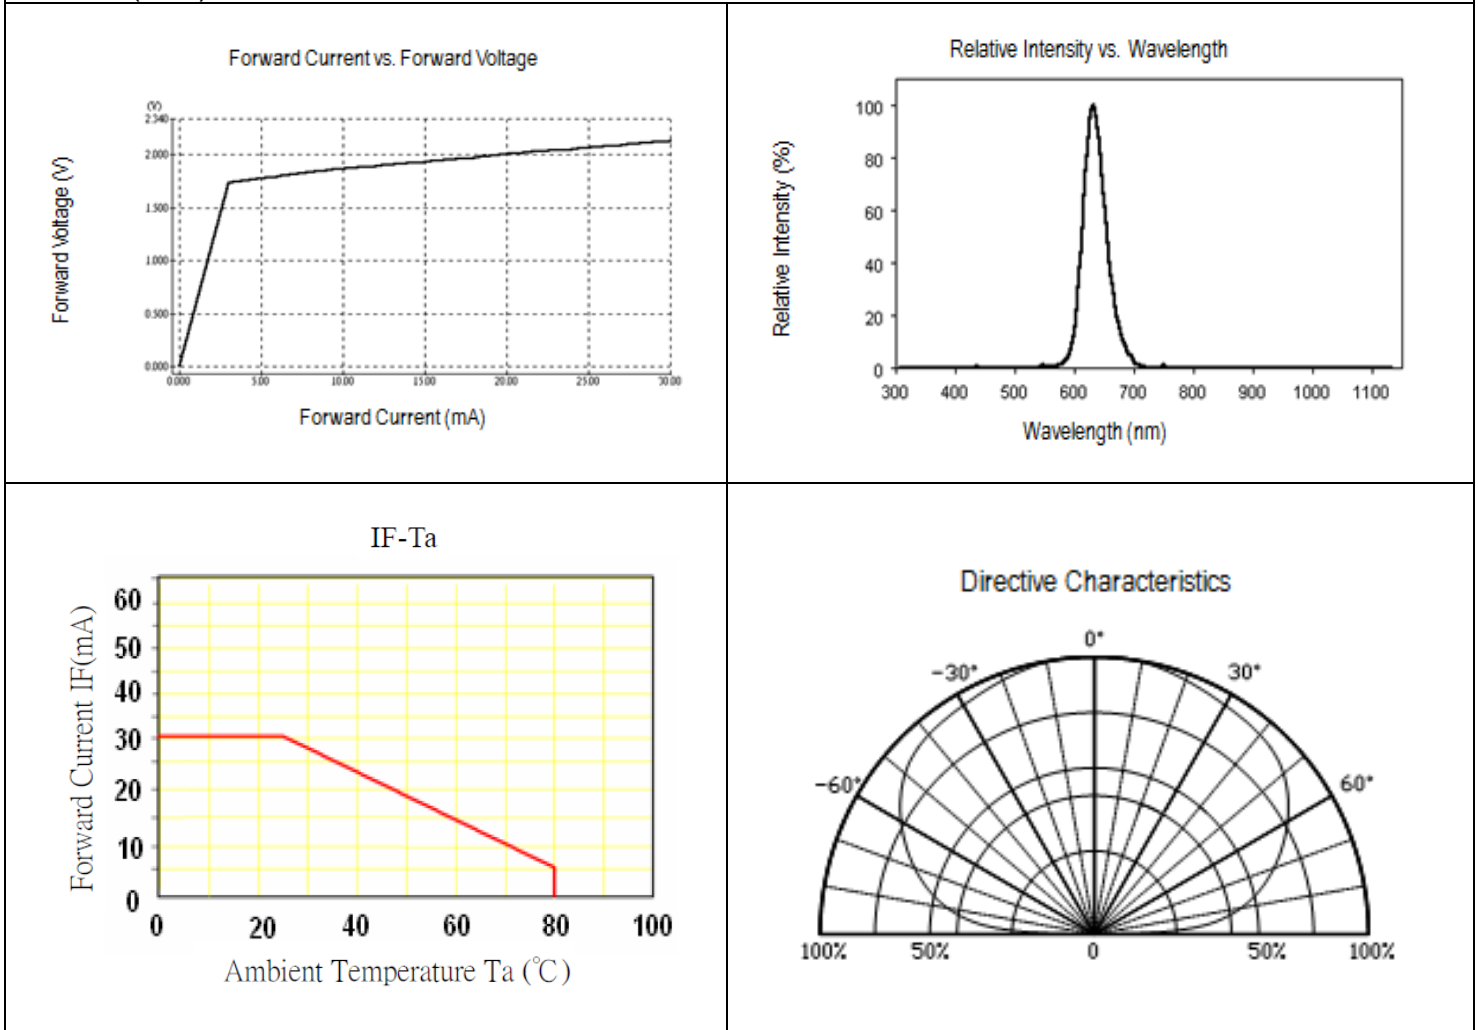 Forward Current vs. Forward Voltage
(V)
2.340
2.000
1.500
1.000
0.500
0.000
0.000 5.00 10.00 15.00 20.00 25.00 30.00
Forward Voltage (V)
Forward Current (mA)
Relative Intensity vs. Wavelength
100
80
60
40
20
0
300 400 500 600 700 800 900 1000 1100
Relative Intensity (%)
Wavelength (nm)
IF-Ta
60
50
40
30
20
10
0
0 20 40 60 80 100
Forward Current IF(mA)
Ambient Temperature Ta (℃)
Directive Characteristics
0°
-30° 30°
-60° 60°
100% 50% 0 50% 100%